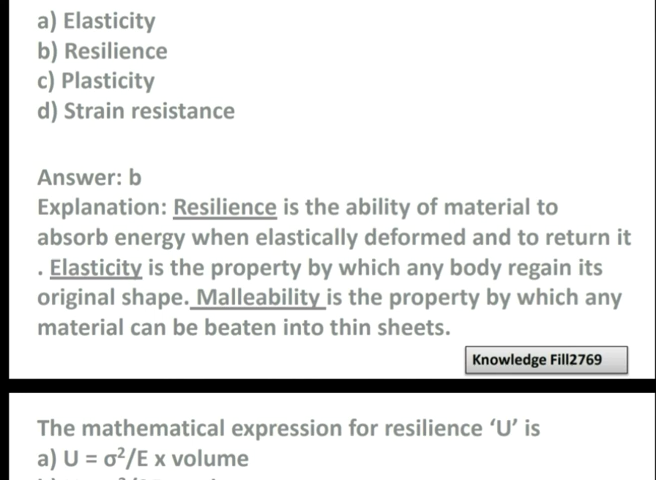 a) Elasticity
b) Resilience
c) Plasticity
d) Strain resistance
Answer: b
Explanation: Resilience is the ability of material to
absorb energy when elastically deformed and to return it
. Elasticity is the property by which any body regain its
original shape. Malleability is the property by which any
material can be beaten into thin sheets.
Knowledge Fill2769
The mathematical expression for resilience ‘U’ is
a) U = σ²/E x volume